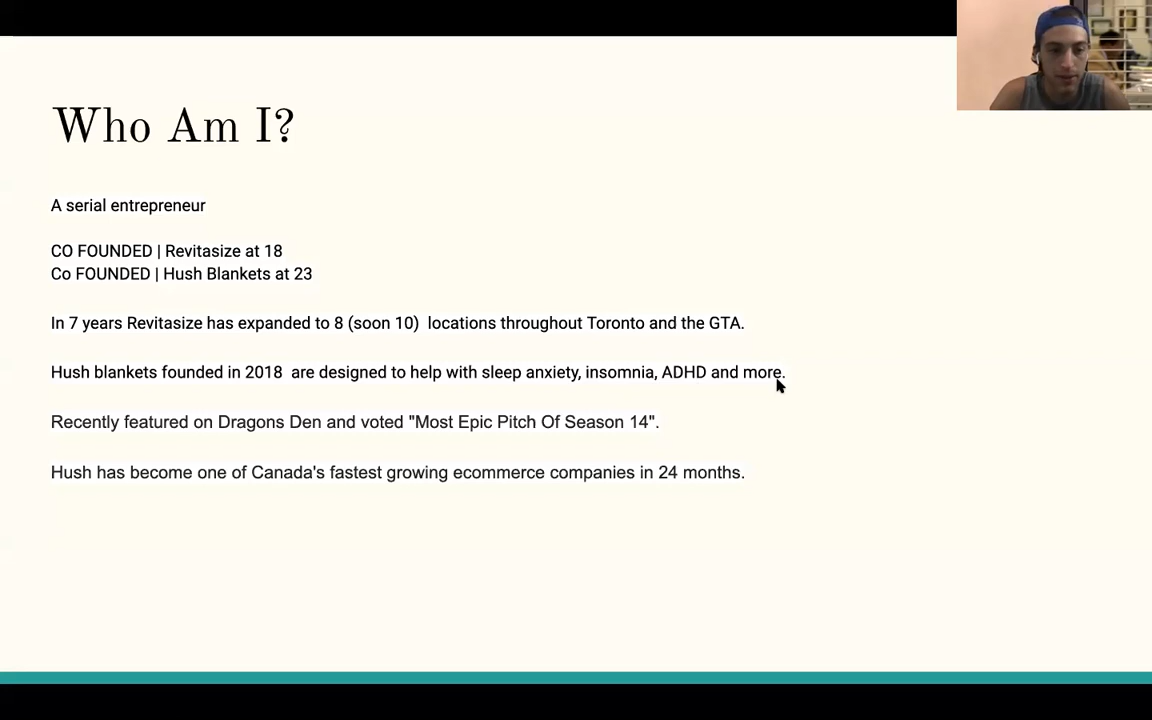 Who Am I?
A serial entrepreneur
CO FOUNDED | Revitasize at 18
Co FOUNDED | Hush Blankets at 23
In 7 years Revitasize has expanded to 8 (soon 10)  locations throughout Toronto and the GTA.
Hush blankets founded in 2018  are designed to help with sleep anxiety, insomnia, ADHD and more.
Recently featured on Dragons Den and voted "Most Epic Pitch Of Season 14".
Hush has become one of Canada's fastest growing ecommerce companies in 24 months.